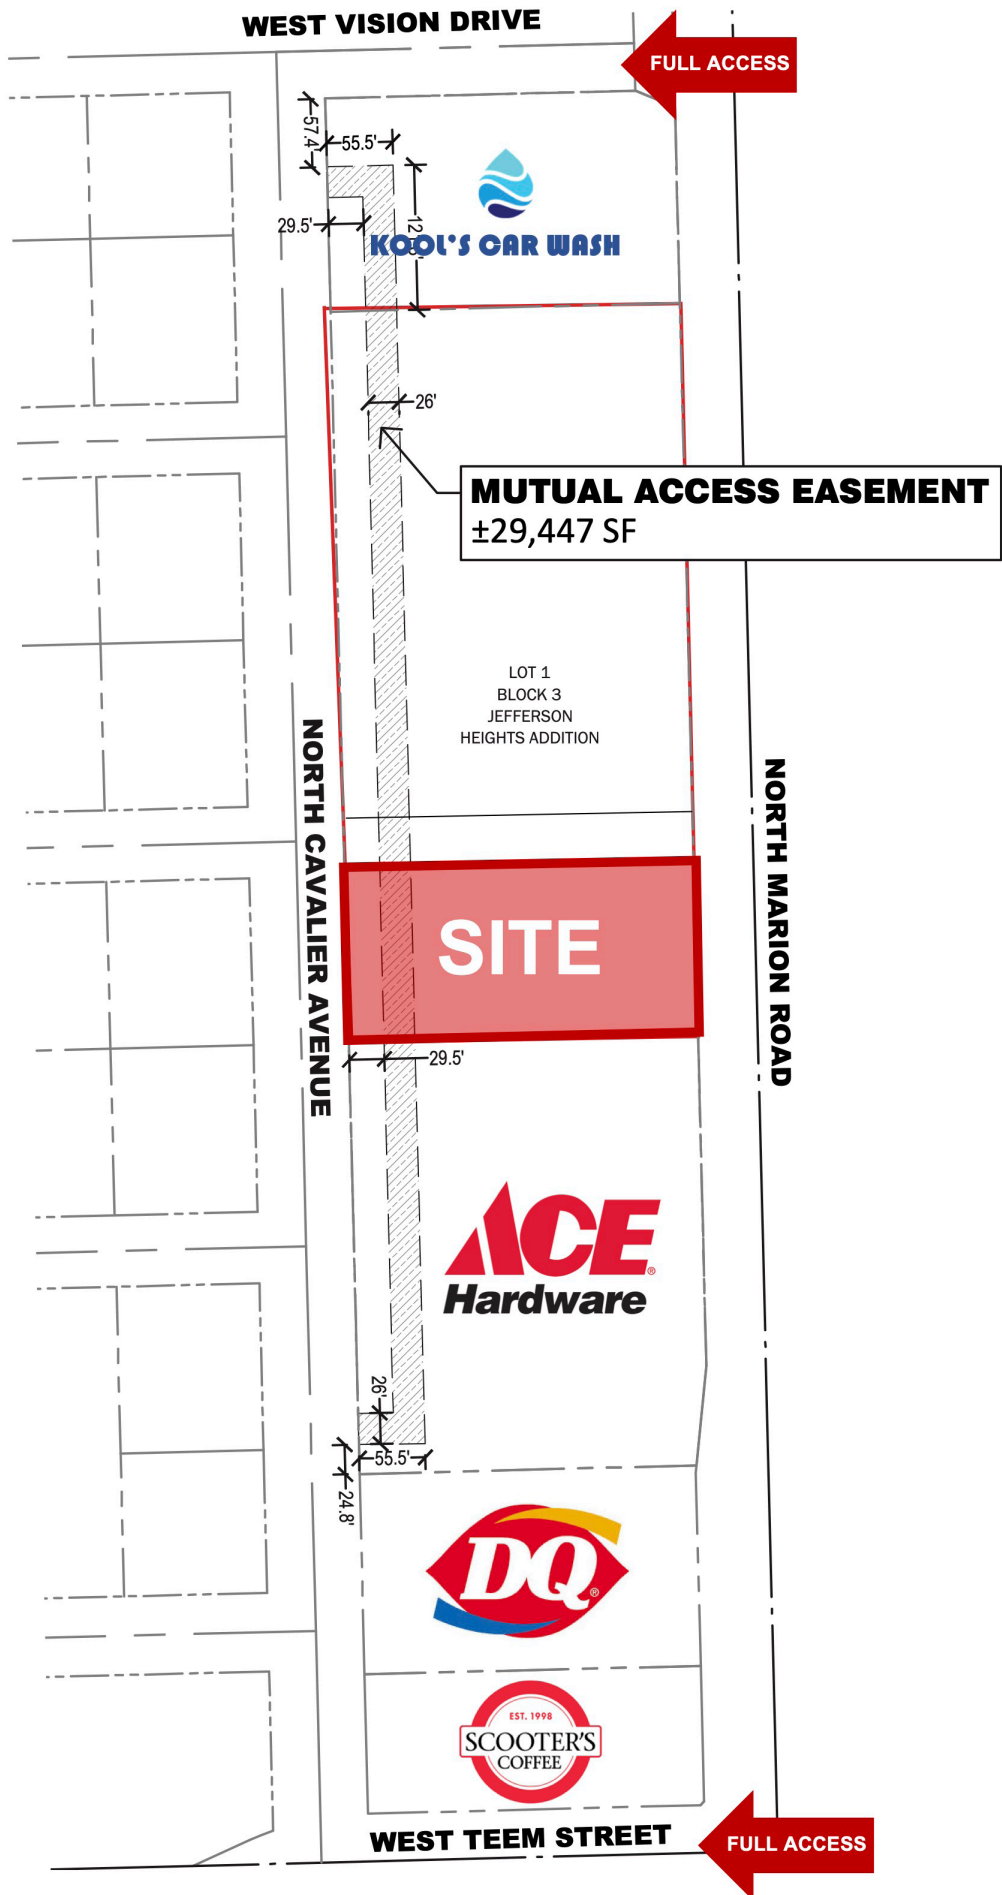 WEST VISION DRIVE
FULL ACCESS
57.4'
55.5'
29.5'
KOOL'S CAR WASH
26'
MUTUAL ACCESS EASEMENT
±29,447 SF
LOT 1
BLOCK 3
JEFFERSON
HEIGHTS ADDITION
NORTH CAVALIER AVENUE
NORTH MARION ROAD
SITE
29.5'
ACE
®
Hardware
26'
55.5'
24.8'
DQ®
EST. 1998
SCOOTER'S
COFFEE
WEST TEEM STREET
FULL ACCESS